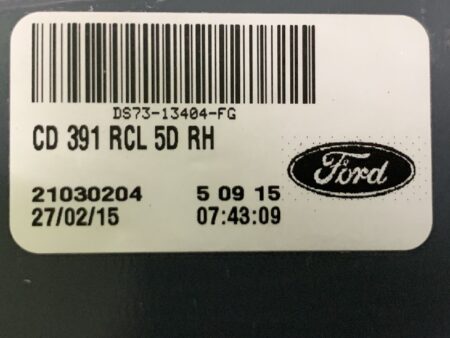 DS73-13404-FG
CD 391 RCL 5D RH
Ford
21030204 5 09 15
27/02/15 07:43:09